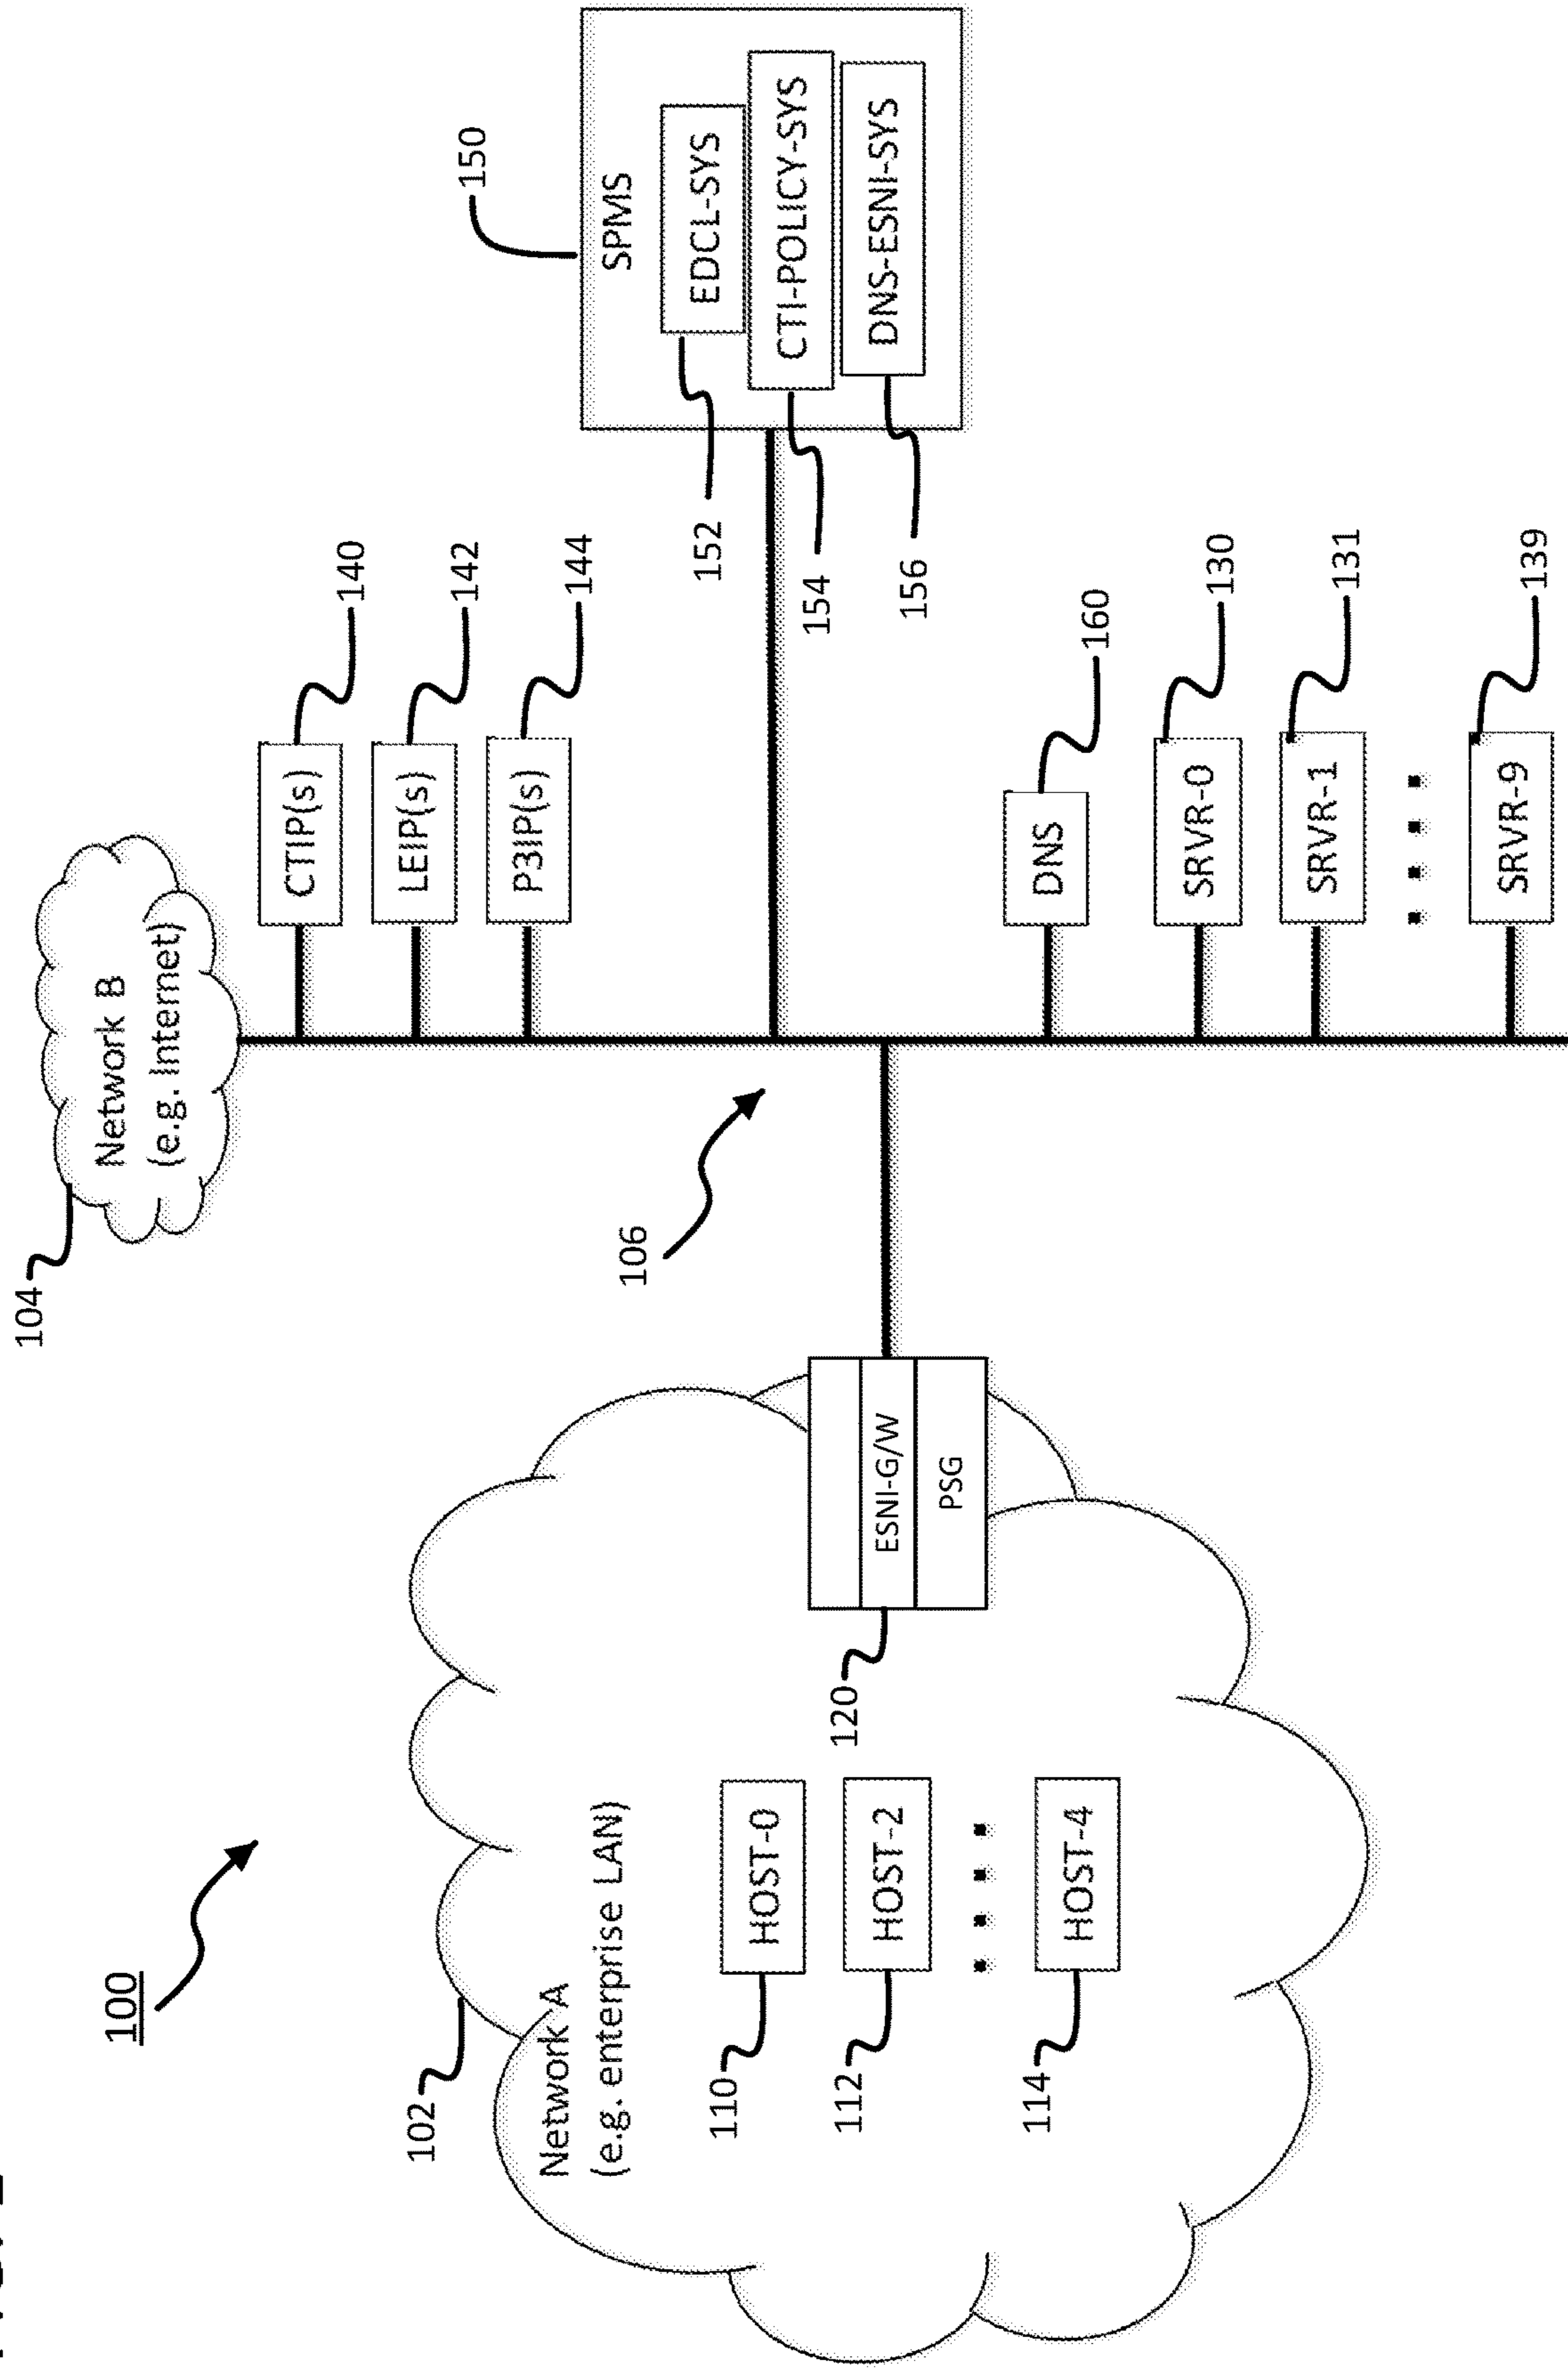 100
104
Network B
(e.g. Internet)
CTIP(s)
140
LEIP(s)
142
P3IP(s)
144
102
Network A
(e.g. enterprise LAN)
106
150
SPMS
EDCL-SYS
CTI-POLICY-SYS
DNS-ESNI-SYS
152
154
156
110
HOST-0
112
HOST-2
114
HOST-4
120
ESNI-G/W
PSG
DNS
160
SRVR-0
130
SRVR-1
131
SRVR-9
139